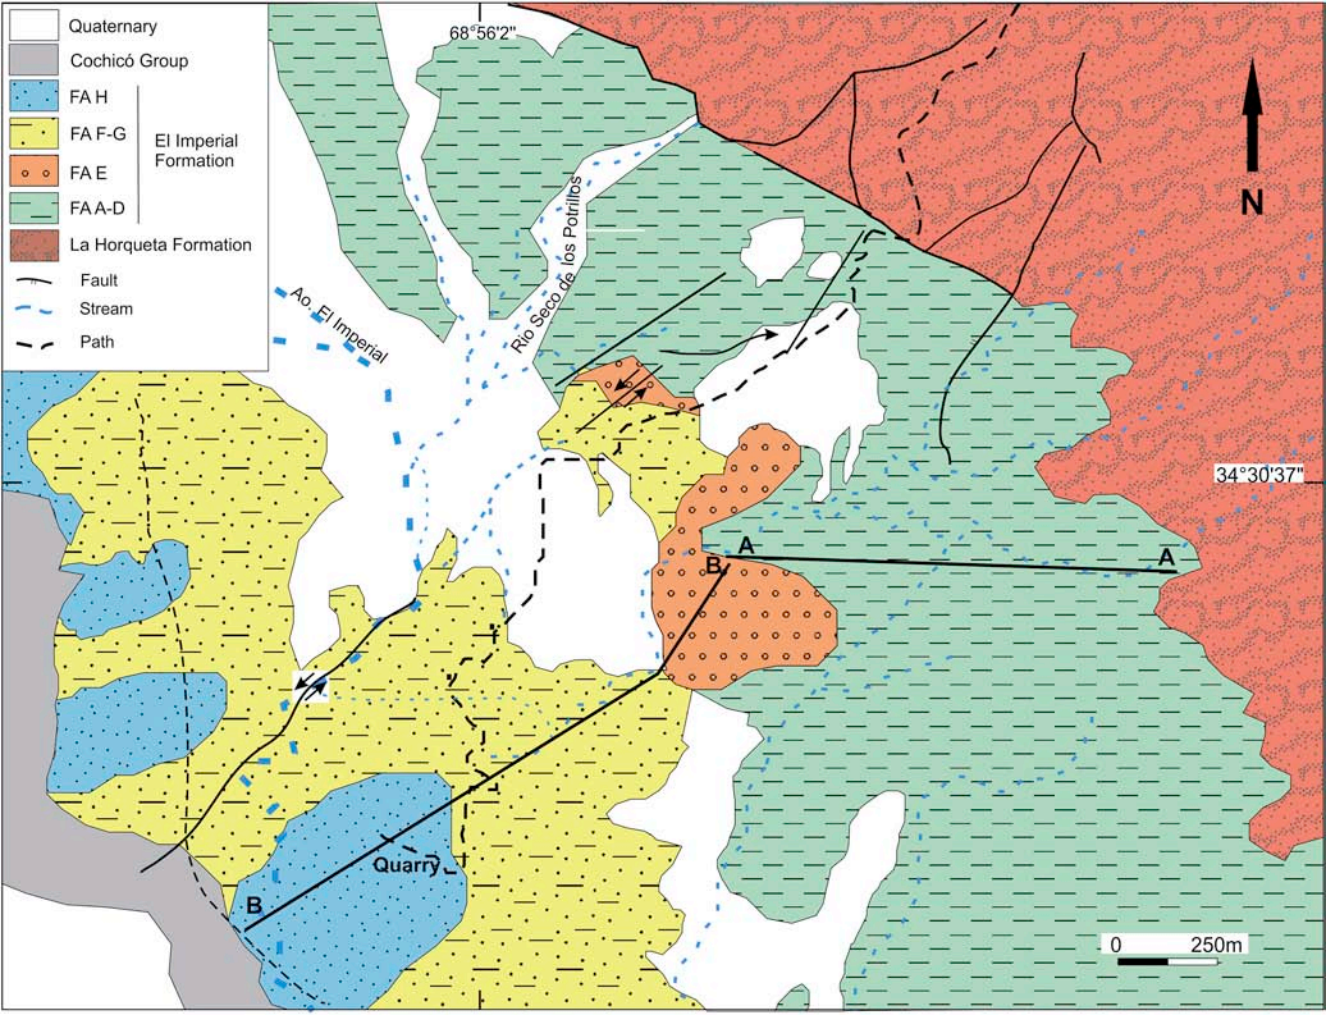 Quaternary
Cochicó Group
FA H
FA F-G
El Imperial
Formation
FA E
FA A-D
La Horqueta Formation
Fault
Stream
Path
68°56'2"
N
Rio Seco de los Potrillos
Ao. El Imperial
34°30'37"
A
A
B
Quarry
B
0
250m